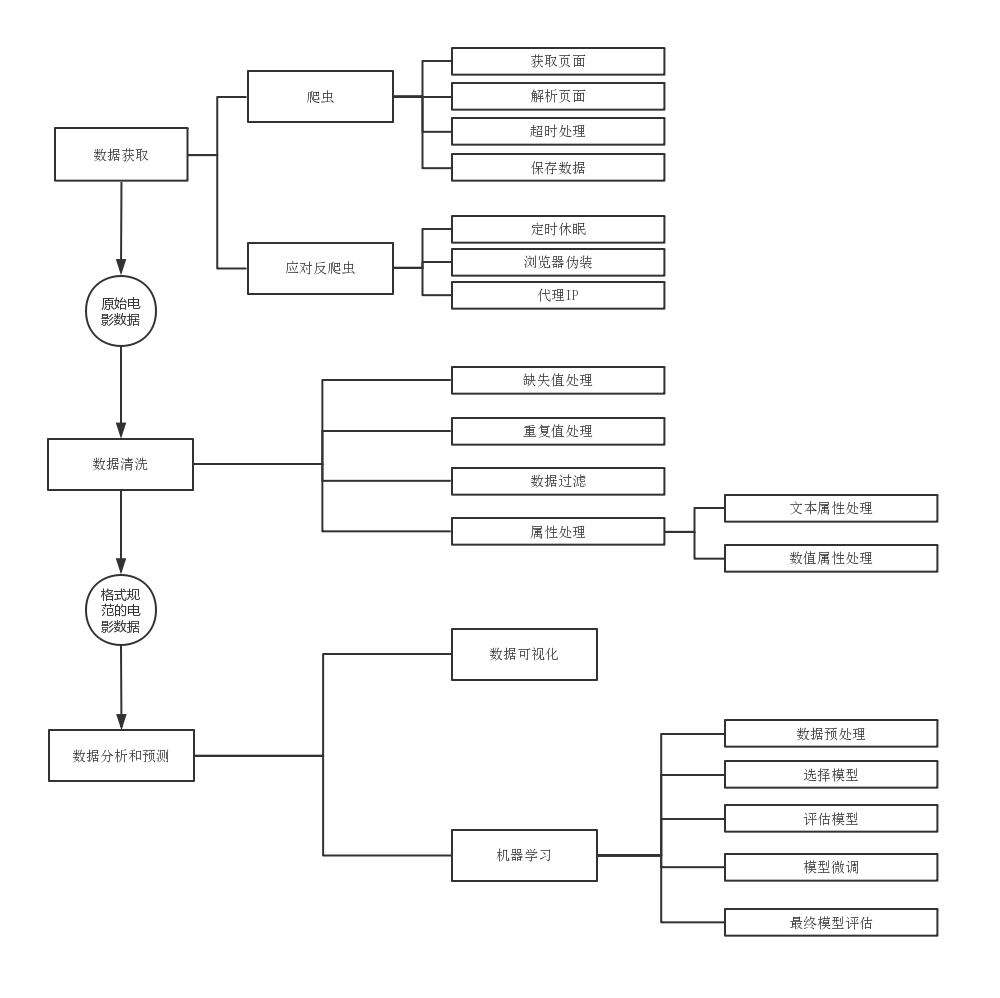 获取页面
爬虫
解析页面
超时处理
数据获取
保存数据
定时休眠
应对反爬虫
浏览器伪装
代理IP
原始电
影数据
缺失值处理
重复值处理
数据清洗
数据过滤
属性处理
文本属性处理
数值属性处理
格式规
范的电
影数据
数据可视化
数据分析和预测
数据预处理
选择模型
评估模型
机器学习
模型微调
最终模型评估